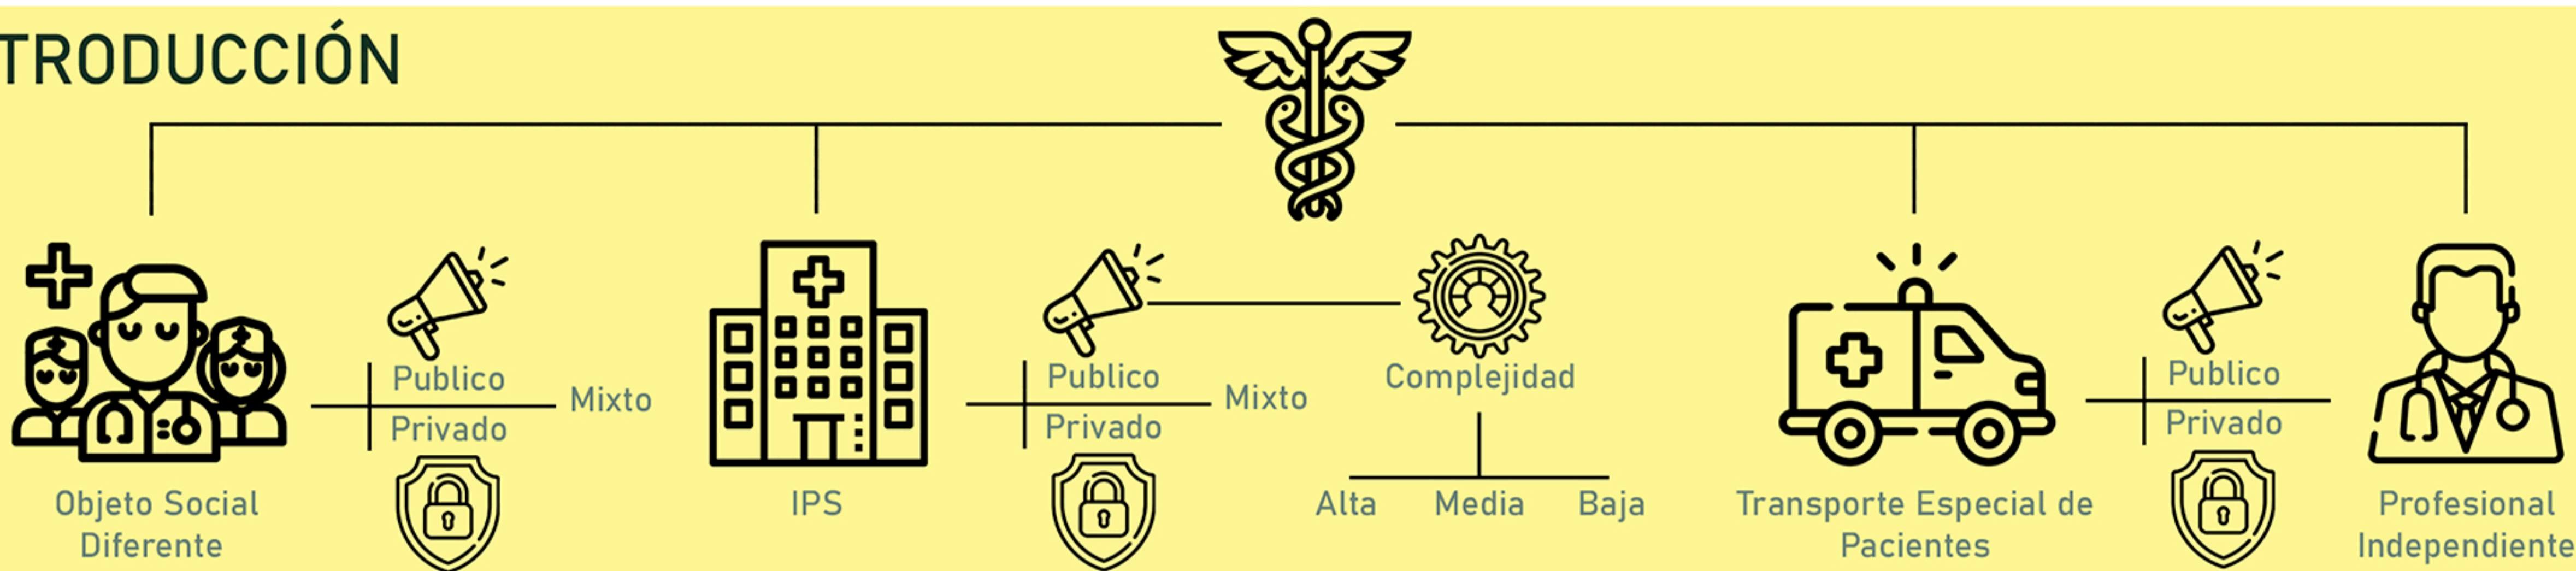 TRODUCCIÓN
Publico
Privado
Mixto
Objeto Social
Diferente
Publico
Privado
Mixto
IPS
Complejidad
Alta Media Baja
Publico
Privado
Transporte Especial de
Pacientes
Profesional
Independiente